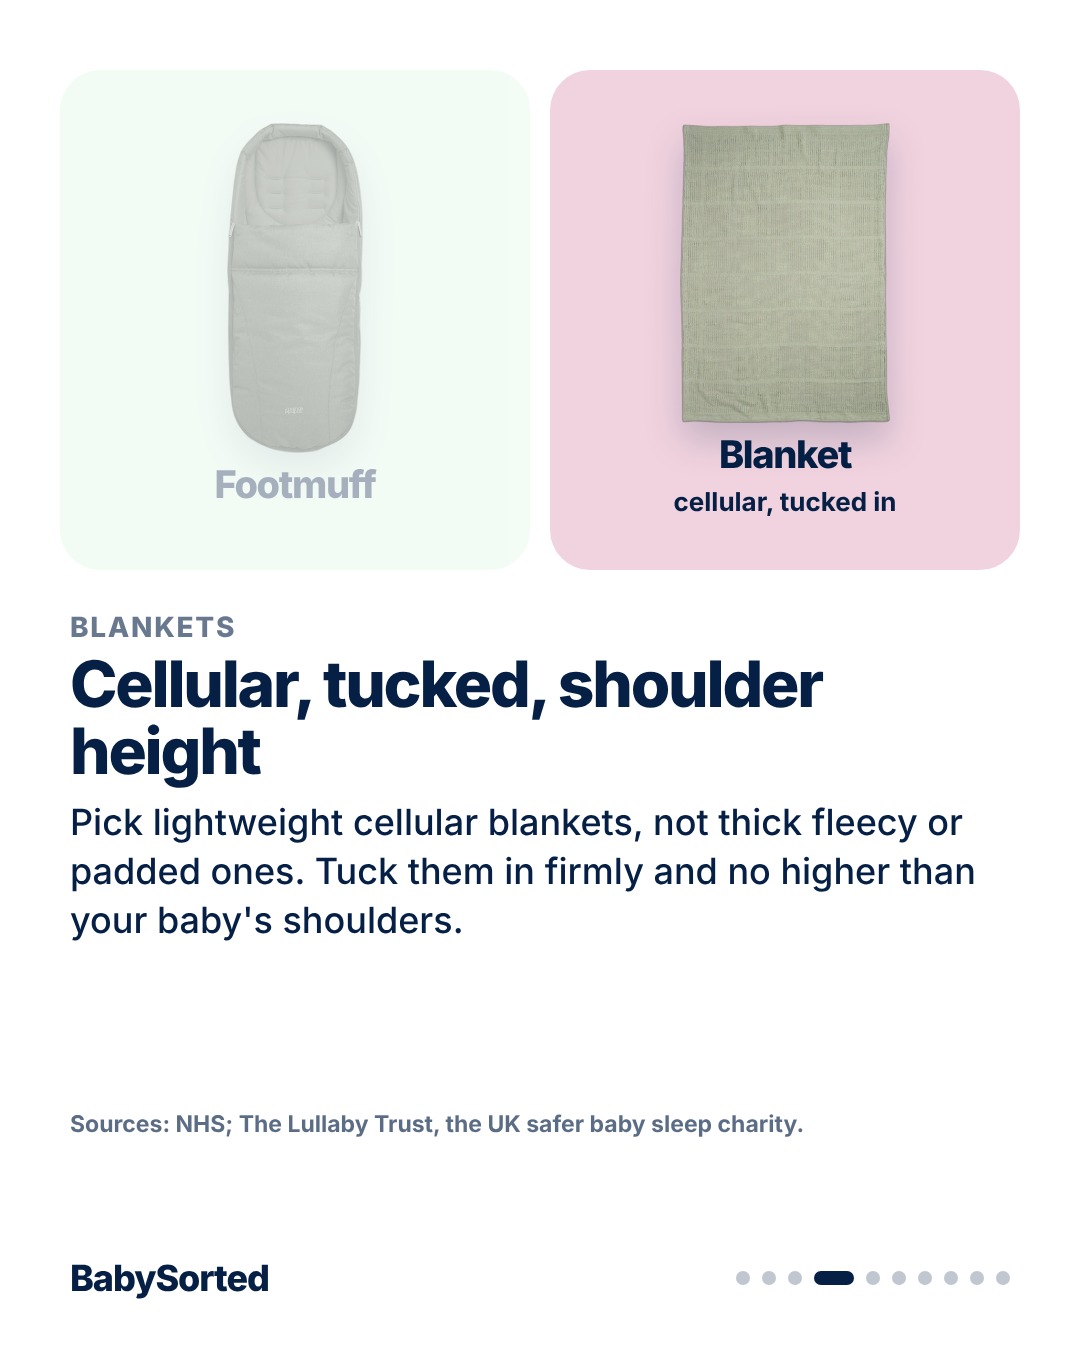 Footmuff
Blanket
cellular, tucked in
BLANKETS
Cellular, tucked, shoulder
height
Pick lightweight cellular blankets, not thick fleecy or
padded ones. Tuck them in firmly and no higher than
your baby's shoulders.
Sources: NHS; The Lullaby Trust, the UK safer baby sleep charity.
BabySorted